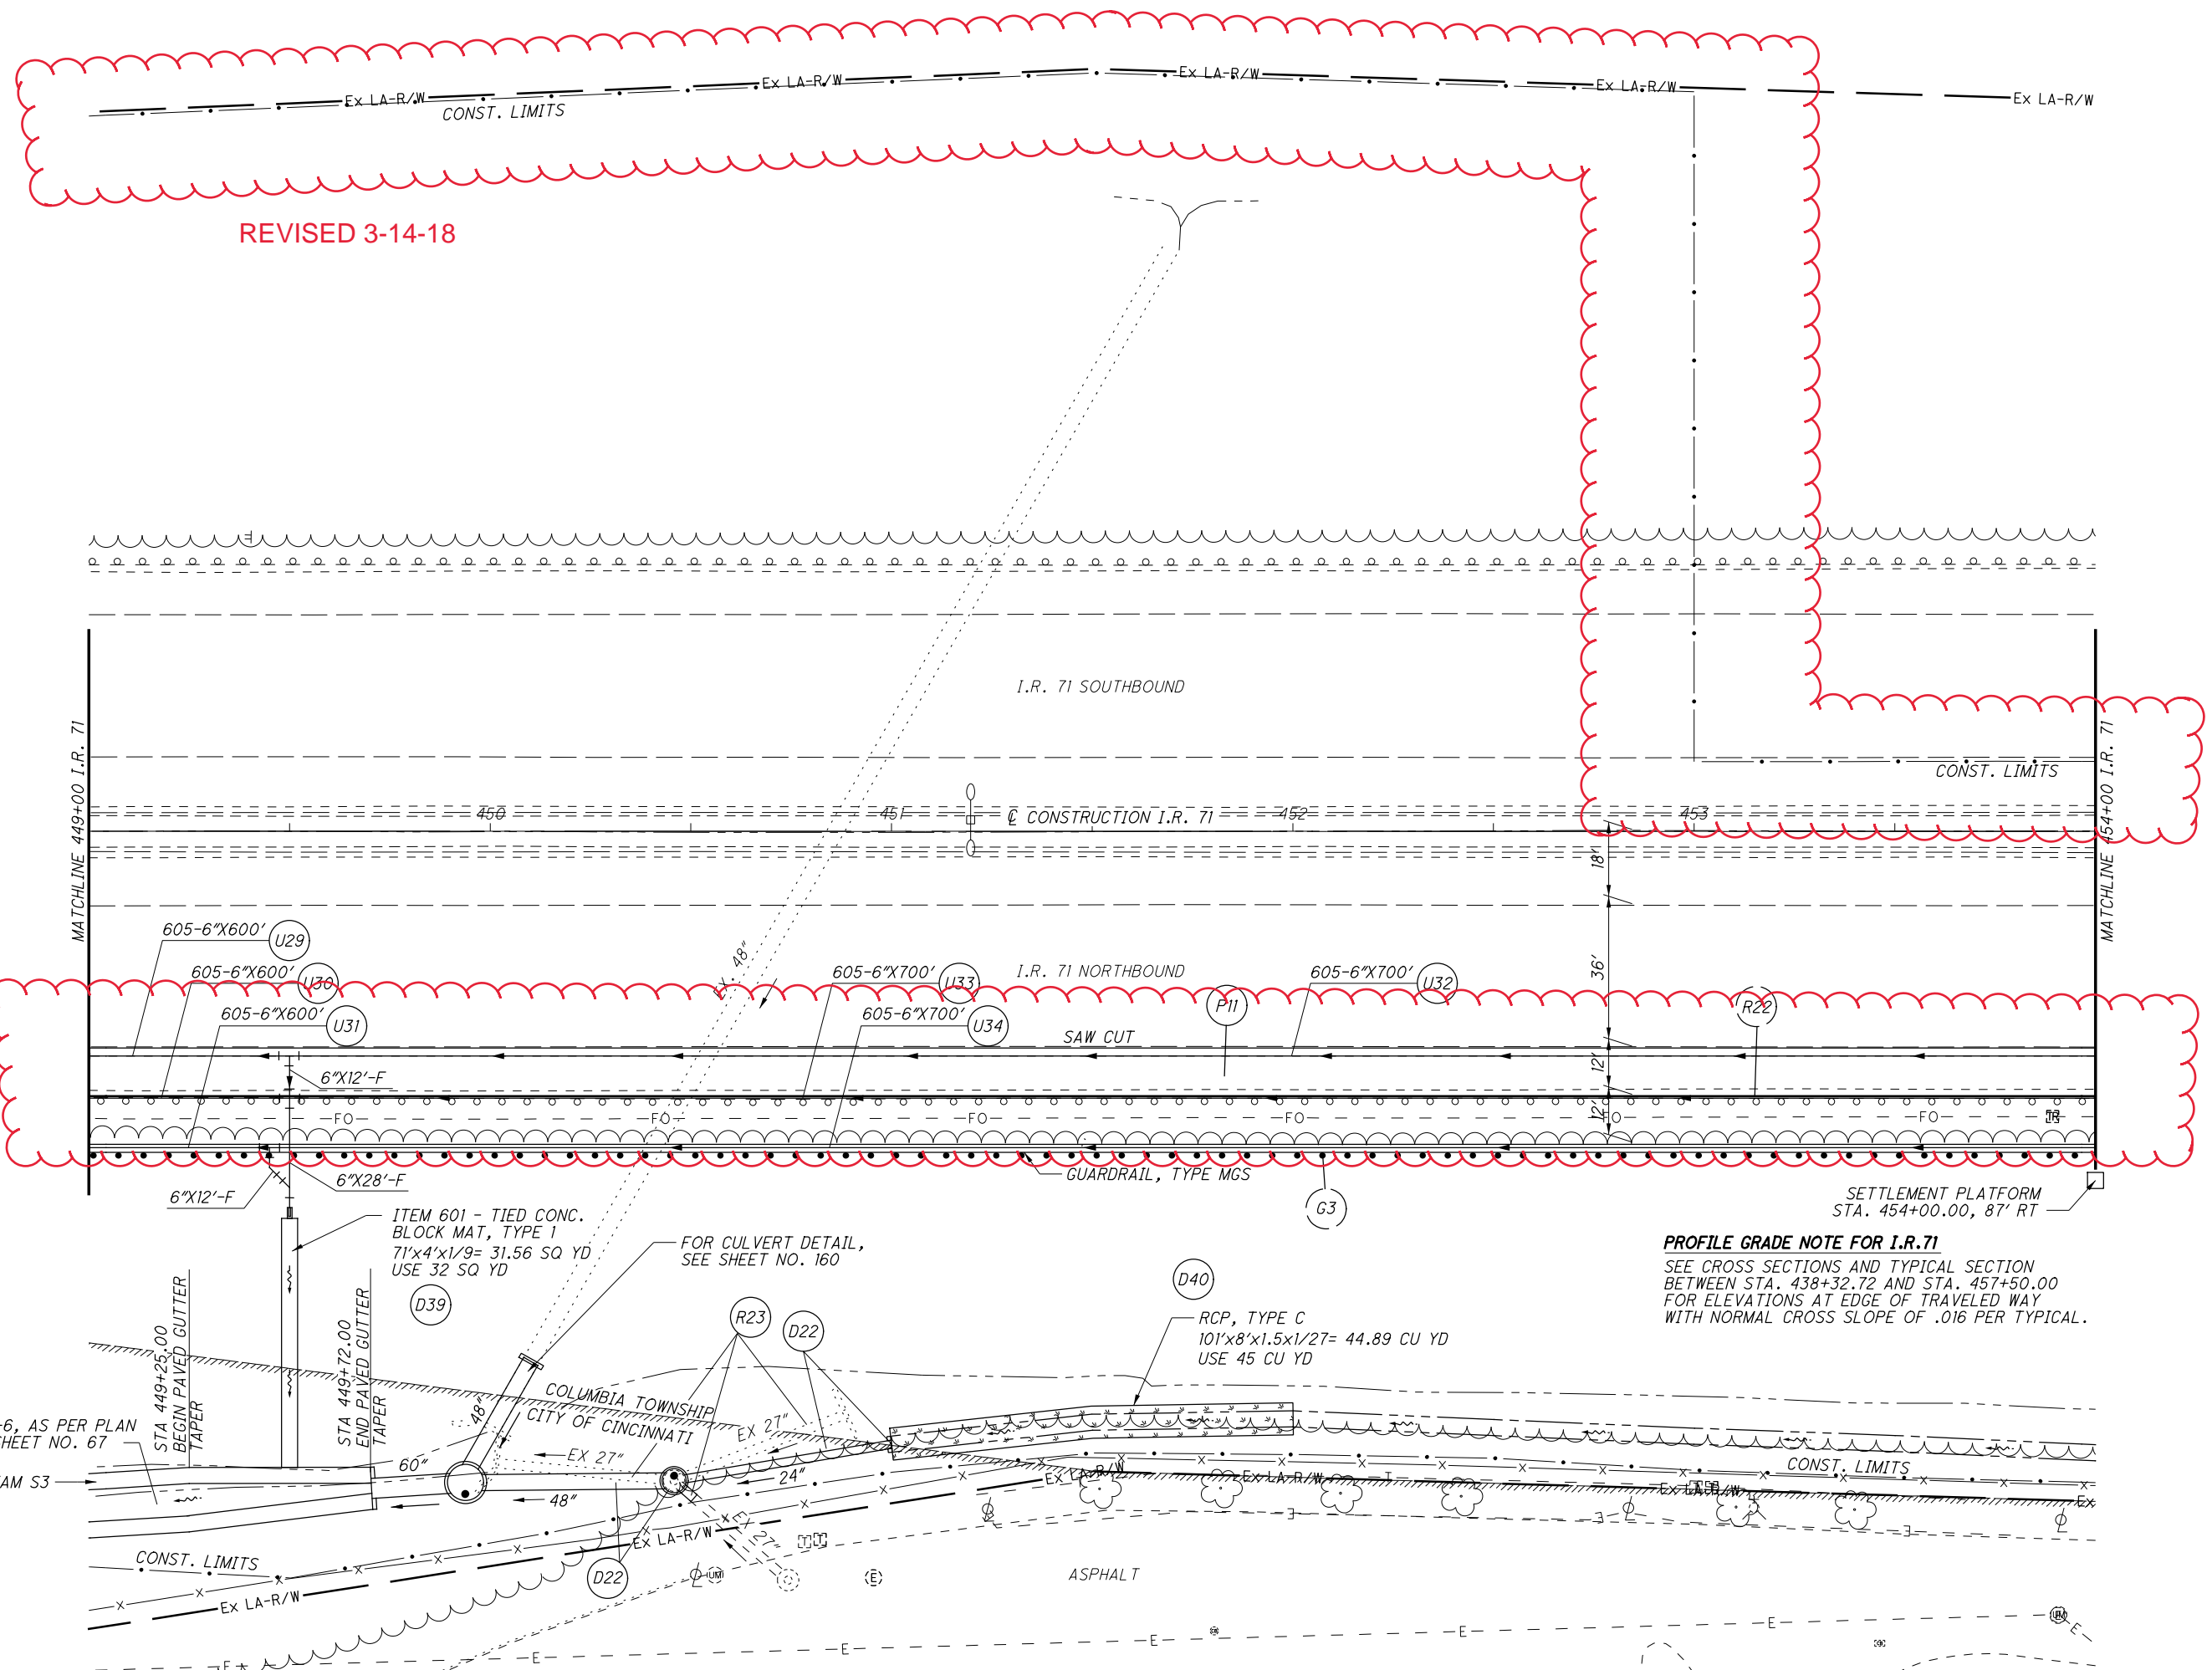 Ex LA-R/W
Ex LA-R/W
Ex LA-R/W
Ex LA-R/W
Ex LA-R/W
CONST. LIMITS
REVISED 3-14-18
I.R. 71 SOUTHBOUND
MATCHLINE 449+00 I.R. 71
MATCHLINE 454+00 I.R. 71
CONST. LIMITS
450
451
℄ CONSTRUCTION I.R. 71
452
453
18'
36'
12'
12'
605-6"X600'
U29
605-6"X600'
U30
605-6"X600'
U31
EX. 48"
605-6"X700'
U33
605-6"X700'
U34
I.R. 71 NORTHBOUND
605-6"X700'
U32
P11
R22
SAW CUT
6"X12'-F
FO
FO
FO
FO
FO
FO
6"X12'-F
6"X28'-F
GUARDRAIL, TYPE MGS
G3
SETTLEMENT PLATFORM
STA. 454+00.00, 87' RT
ITEM 601 - TIED CONC.
BLOCK MAT, TYPE 1
71'x4'x1/9= 31.56 SQ YD
USE 32 SQ YD
D39
FOR CULVERT DETAIL,
SEE SHEET NO. 160
PROFILE GRADE NOTE FOR I.R.71
SEE CROSS SECTIONS AND TYPICAL SECTION
BETWEEN STA. 438+32.72 AND STA. 457+50.00
FOR ELEVATIONS AT EDGE OF TRAVELED WAY
WITH NORMAL CROSS SLOPE OF .016 PER TYPICAL.
D40
RCP, TYPE C
101'x8'x1.5x1/27= 44.89 CU YD
USE 45 CU YD
R23
D22
STA 449+25.00
BEGIN PAVED GUTTER
TAPER
STA 449+72.00
END PAVED GUTTER
TAPER
-6, AS PER PLAN
SHEET NO. 67
AM S3
COLUMBIA TOWNSHIP
CITY OF CINCINNATI
48"
60"
EX 27"
EX 27"
24"
48"
EX 27"
D22
CONST. LIMITS
Ex LA-R/W
Ex LA-R/W
Ex LA-R/W
Ex LA-R/W
Ex LA-R/W
Ex
CONST. LIMITS
UM
E
ASPHALT
E
E
E
E
E
E
E